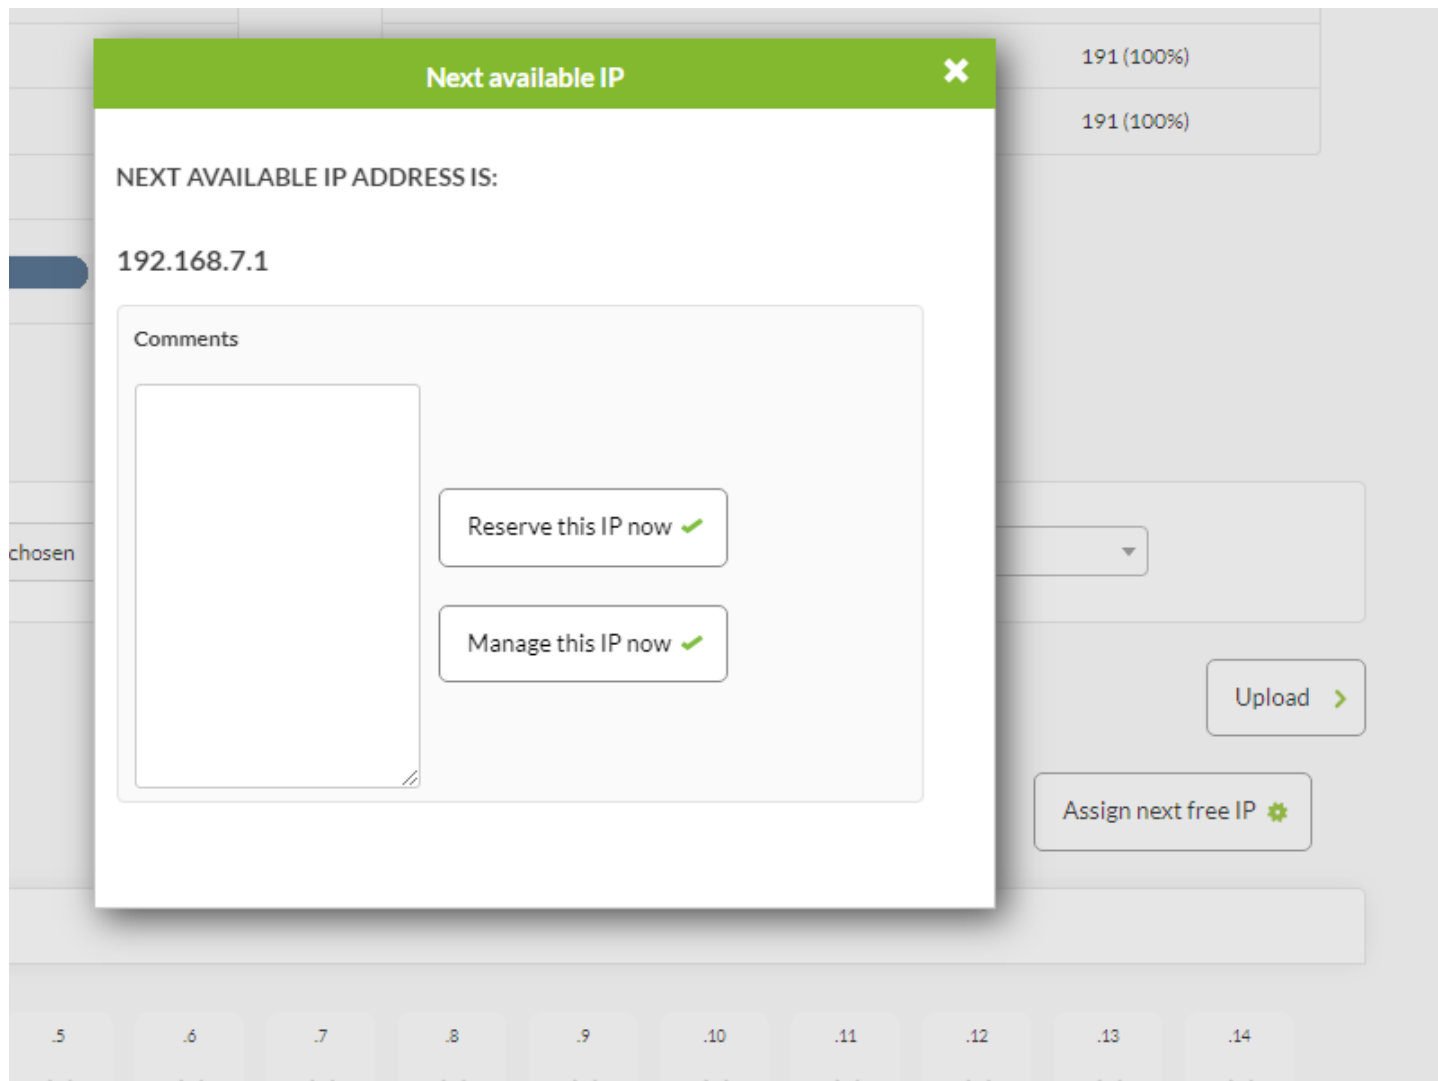 Next available IP
191 (100%)
191 (100%)
NEXT AVAILABLE IP ADDRESS IS:
192.168.7.1
Comments
Reserve this IP now
chosen
Manage this IP now
Upload
Assign next free IP
.5 .6 .7 .8 .9 .10 .11 .12 .13 .14